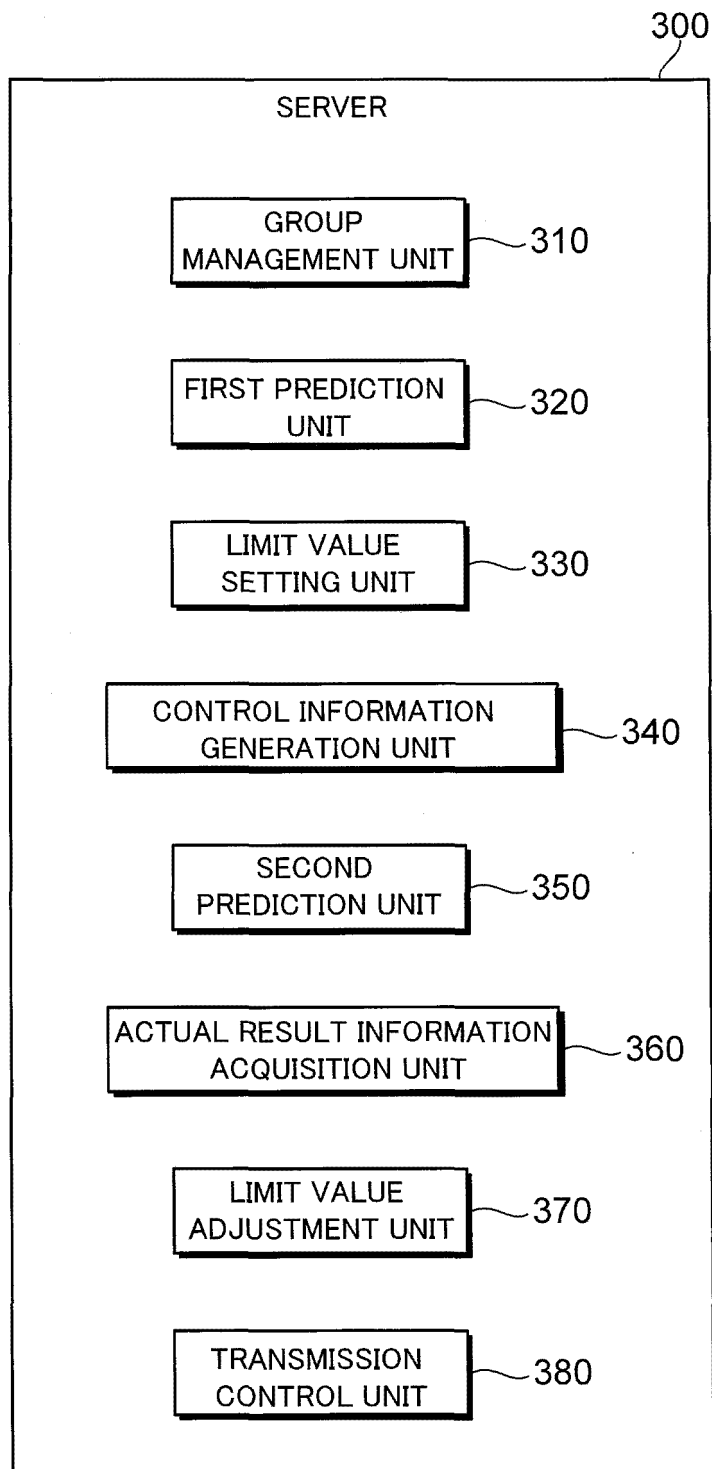 300
SERVER
GROUP
MANAGEMENT UNIT
310
FIRST PREDICTION
UNIT
320
LIMIT VALUE
SETTING UNIT
330
CONTROL INFORMATION
GENERATION UNIT
340
SECOND
PREDICTION UNIT
350
ACTUAL RESULT INFORMATION
ACQUISITION UNIT
360
LIMIT VALUE
ADJUSTMENT UNIT
370
TRANSMISSION
CONTROL UNIT
380